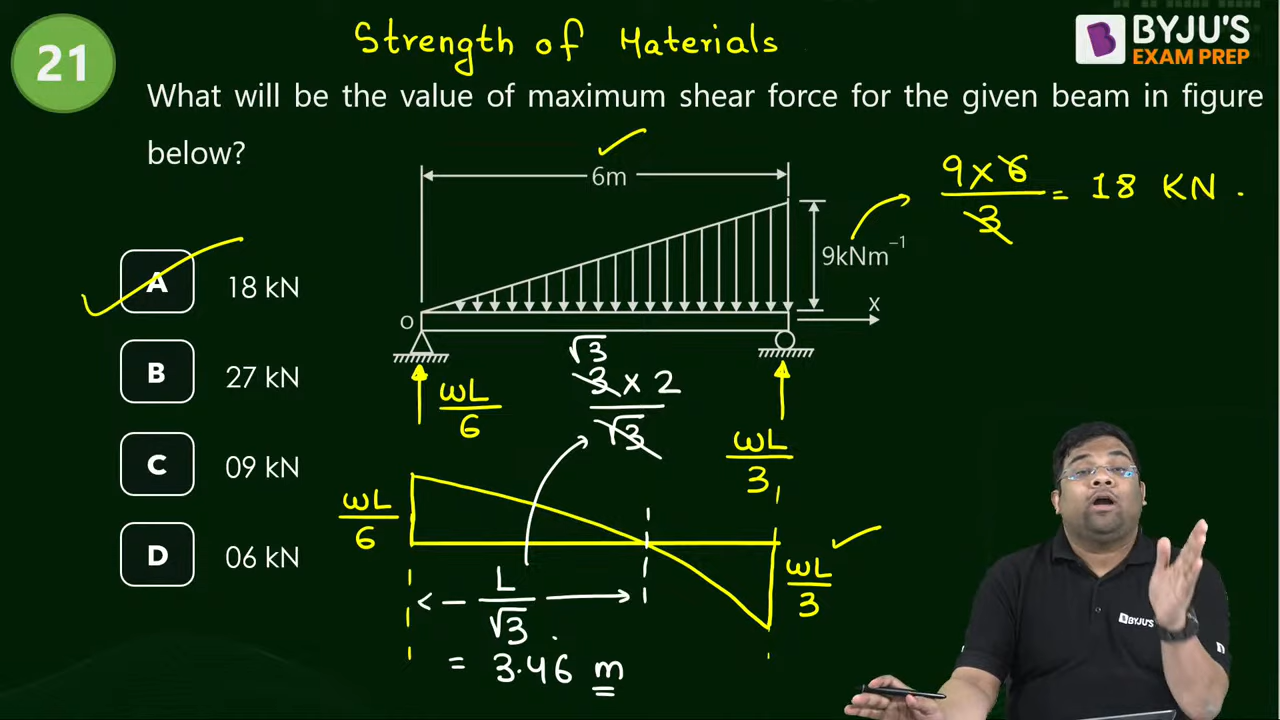 21
Strength of Materials
BYJU'S
EXAM PREP
What will be the value of maximum shear force for the given beam in figure
below?
6m
9 × 6 / 3 = 18 KN.
9kNm⁻¹
A 18 kN
B 27 kN
C 09 kN
D 06 kN
O
x
ωL/6
√3
3 × 2 / √3
ωL/3
ωL/6
ωL/3
L/√3
= 3.46 m
BYJU'S